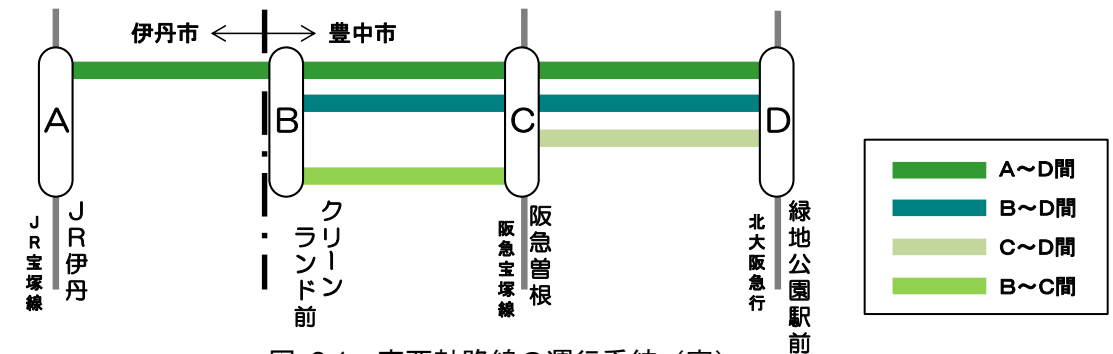 伊丹市
豊中市
A
B
C
D
JR宝塚線
JR伊丹
クリーン
ランド前
阪急宝塚線
阪急曽根
北大阪急行
緑地公園駅前
A～D間
B～D間
C～D間
B～C間